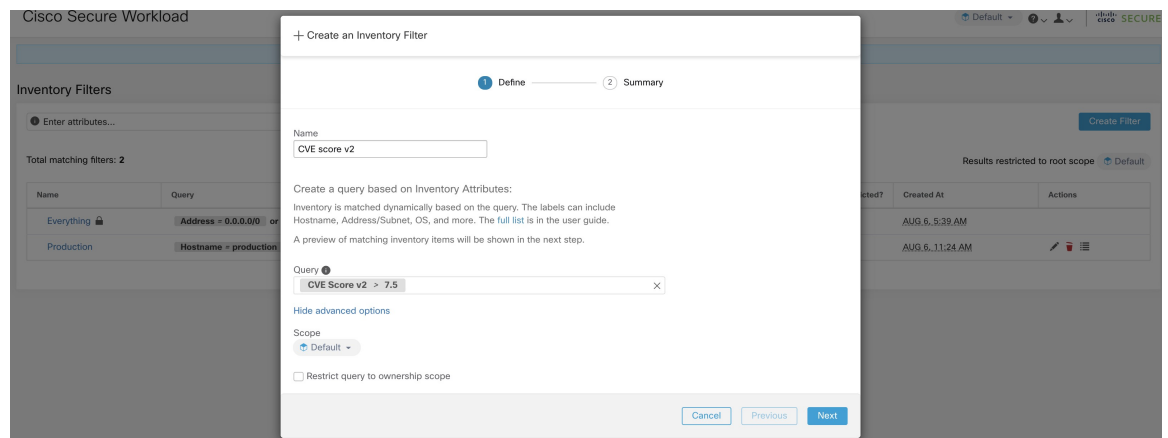 Cisco Secure Workload
Default
cisco SECURE
Inventory Filters
Enter attributes...
Create Filter
Total matching filters: 2
Results restricted to root scope Default
Name Query icted? Created At Actions
Everything Address = 0.0.0.0/0 or AUG 6, 5:39 AM
Production Hostname = production AUG 6, 11:24 AM
+ Create an Inventory Filter
1 Define 2 Summary
Name
CVE score v2
Create a query based on Inventory Attributes:
Inventory is matched dynamically based on the query. The labels can include
Hostname, Address/Subnet, OS, and more. The full list is in the user guide.
A preview of matching inventory items will be shown in the next step.
Query
CVE Score v2 > 7.5
Hide advanced options
Scope
Default
Restrict query to ownership scope
Cancel Previous Next